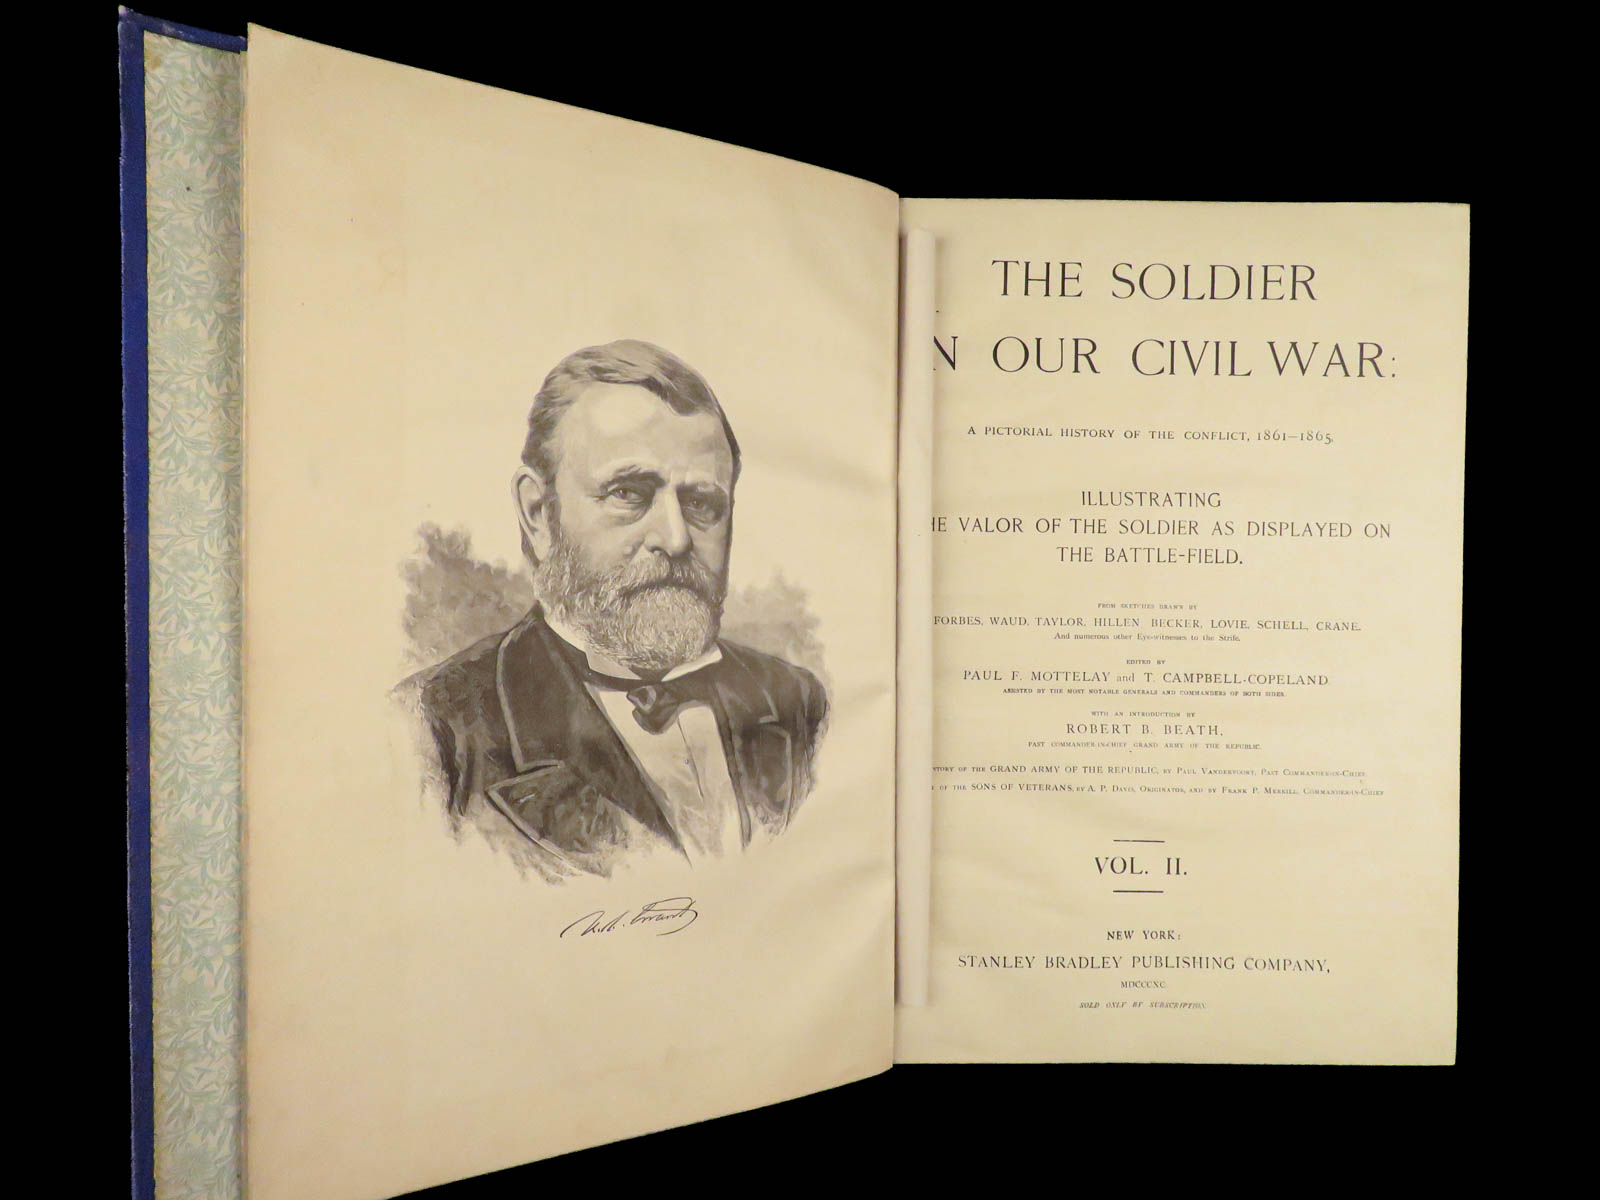 U. S. Grant
THE SOLDIER
N OUR CIVIL WAR:
A PICTORIAL HISTORY OF THE CONFLICT, 1861–1865,
ILLUSTRATING
HE VALOR OF THE SOLDIER AS DISPLAYED ON
THE BATTLE-FIELD.
FROM SKETCHES DRAWN BY
FORBES, WAUD, TAYLOR, HILLEN BECKER, LOVIE, SCHELL, CRANE,
And numerous other Eye-witnesses to the Strife.
EDITED BY
PAUL F. MOTTELAY and T. CAMPBELL-COPELAND
ASSISTED BY THE MOST NOTABLE GENERALS AND COMMANDERS OF BOTH SIDES.
WITH AN INTRODUCTION BY
ROBERT B. BEATH,
PAST COMMANDER-IN-CHIEF GRAND ARMY OF THE REPUBLIC.
STORY OF THE GRAND ARMY OF THE REPUBLIC, BY PAUL VANDERVOORT, PAST COMMANDER-IN-CHIEF
OF THE SONS OF VETERANS, BY A. P. DAVIS, ORIGINATOR, AND BY FRANK P. MERRILL, COMMANDER-IN-CHIEF
VOL. II.
NEW YORK:
STANLEY BRADLEY PUBLISHING COMPANY,
MDCCCXC.
SOLD ONLY BY SUBSCRIPTION.